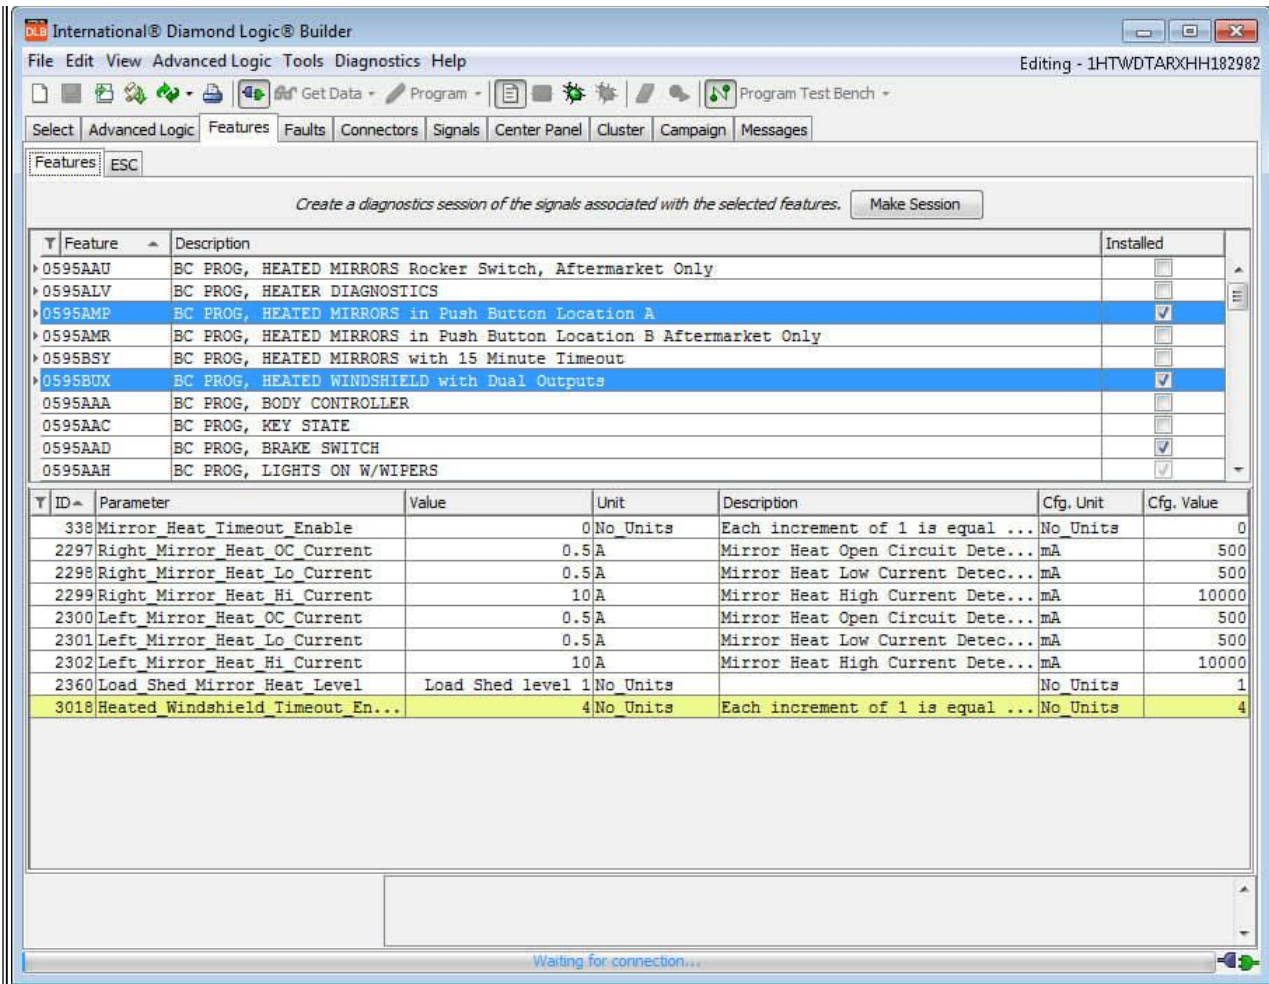 DLB International® Diamond Logic® Builder
File Edit View Advanced Logic Tools Diagnostics Help Editing - 1HTWDTARXHH182982
Get Data Program Program Test Bench
Select Advanced Logic Features Faults Connectors Signals Center Panel Cluster Campaign Messages
Features ESC
Create a diagnostics session of the signals associated with the selected features. Make Session
Feature Description Installed
0595AAU BC PROG, HEATED MIRRORS Rocker Switch, Aftermarket Only
0595ALV BC PROG, HEATER DIAGNOSTICS
0595AMP BC PROG, HEATED MIRRORS in Push Button Location A
0595AMR BC PROG, HEATED MIRRORS in Push Button Location B Aftermarket Only
0595BSY BC PROG, HEATED MIRRORS with 15 Minute Timeout
0595BUX BC PROG, HEATED WINDSHIELD with Dual Outputs
0595AAA BC PROG, BODY CONTROLLER
0595AAC BC PROG, KEY STATE
0595AAD BC PROG, BRAKE SWITCH
0595AAH BC PROG, LIGHTS ON W/WIPERS
ID Parameter Value Unit Description Cfg. Unit Cfg. Value
338 Mirror_Heat_Timeout_Enable 0 No_Units Each increment of 1 is equal ... No_Units 0
2297 Right_Mirror_Heat_OC_Current 0.5 A Mirror Heat Open Circuit Dete... mA 500
2298 Right_Mirror_Heat_Lo_Current 0.5 A Mirror Heat Low Current Detec... mA 500
2299 Right_Mirror_Heat_Hi_Current 10 A Mirror Heat High Current Dete... mA 10000
2300 Left_Mirror_Heat_OC_Current 0.5 A Mirror Heat Open Circuit Dete... mA 500
2301 Left_Mirror_Heat_Lo_Current 0.5 A Mirror Heat Low Current Detec... mA 500
2302 Left_Mirror_Heat_Hi_Current 10 A Mirror Heat High Current Dete... mA 10000
2360 Load_Shed_Mirror_Heat_Level Load Shed level 1 No_Units No_Units 1
3018 Heated_Windshield_Timeout_En... 4 No_Units Each increment of 1 is equal ... No_Units 4
Waiting for connection...